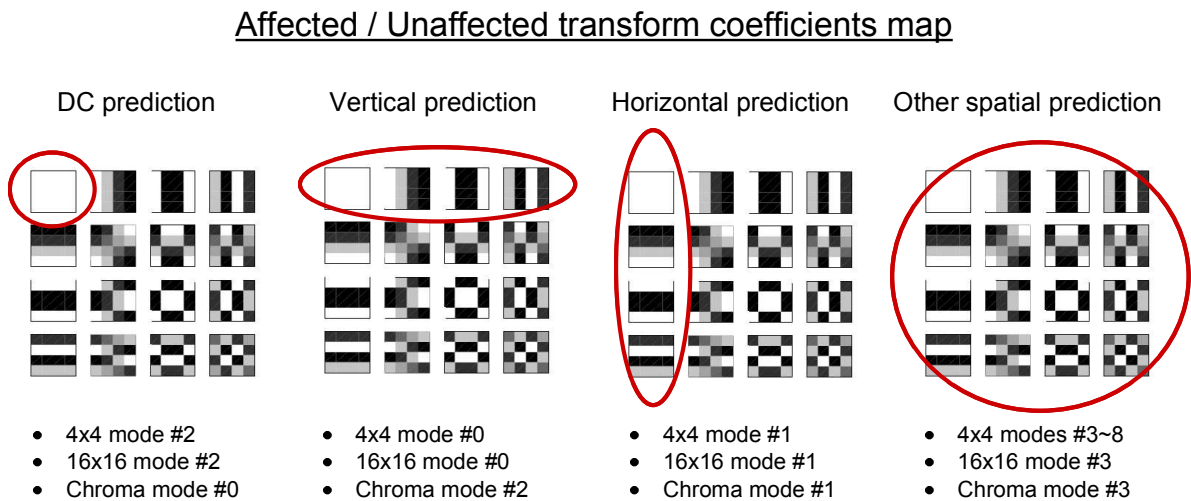 Affected / Unaffected transform coefficients map
DC prediction
• 4x4 mode #2
• 16x16 mode #2
• Chroma mode #0
Vertical prediction
• 4x4 mode #0
• 16x16 mode #0
• Chroma mode #2
Horizontal prediction
• 4x4 mode #1
• 16x16 mode #1
• Chroma mode #1
Other spatial prediction
• 4x4 modes #3~8
• 16x16 mode #3
• Chroma mode #3